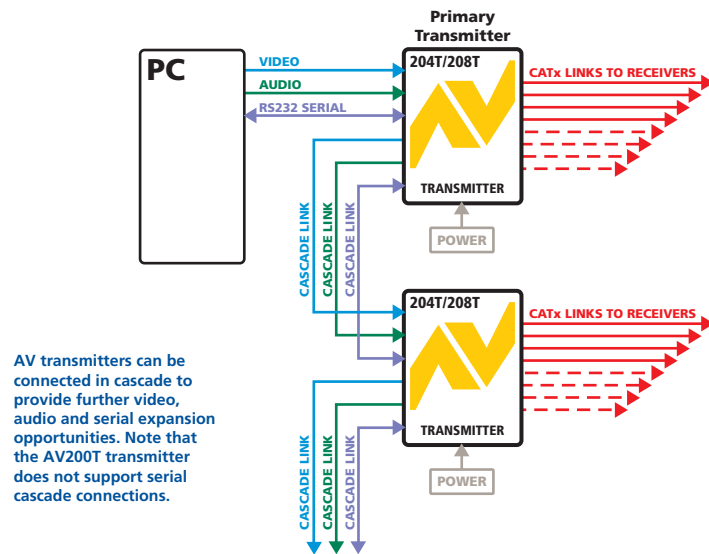 Primary
Transmitter
PC
VIDEO
AUDIO
RS232 SERIAL
204T/208T
TRANSMITTER
CATx LINKS TO RECEIVERS
POWER
CASCADE LINK
CASCADE LINK
CASCADE LINK
204T/208T
TRANSMITTER
CATx LINKS TO RECEIVERS
POWER
AV transmitters can be
connected in cascade to
provide further video,
audio and serial expansion
opportunities. Note that
the AV200T transmitter
does not support serial
cascade connections.
CASCADE LINK
CASCADE LINK
CASCADE LINK